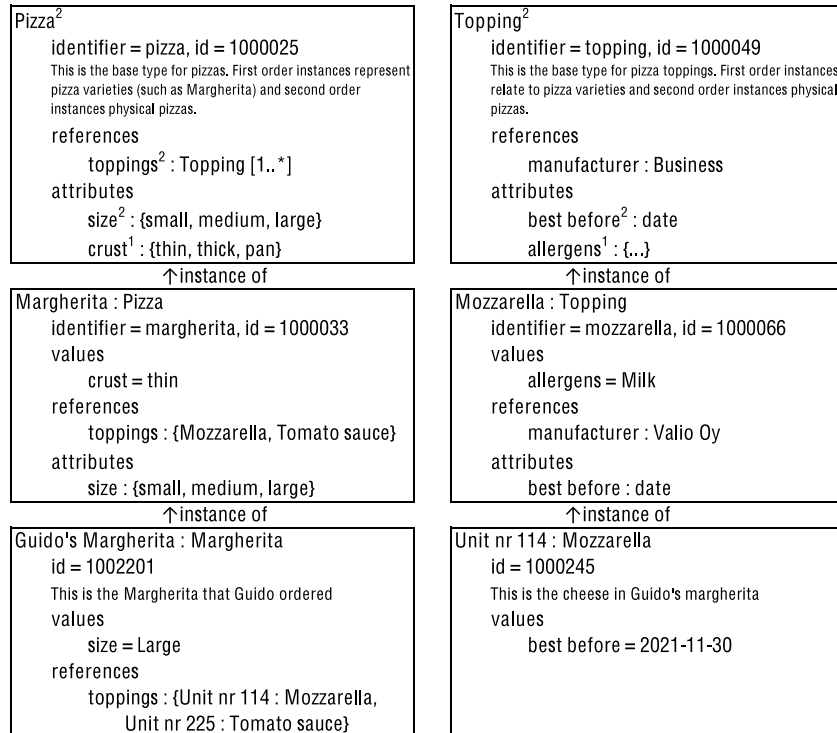 Pizza²
identifier = pizza, id = 1000025
This is the base type for pizzas. First order instances represent
pizza varieties (such as Margherita) and second order
instances physical pizzas.
references
toppings² : Topping [1..*]
attributes
size² : {small, medium, large}
crust¹ : {thin, thick, pan}
↑instance of
Margherita : Pizza
identifier = margherita, id = 1000033
values
crust = thin
references
toppings : {Mozzarella, Tomato sauce}
attributes
size : {small, medium, large}
↑instance of
Guido's Margherita : Margherita
id = 1002201
This is the Margherita that Guido ordered
values
size = Large
references
toppings : {Unit nr 114 : Mozzarella,
Unit nr 225 : Tomato sauce}
Topping²
identifier = topping, id = 1000049
This is the base type for pizza toppings. First order instances
relate to pizza varieties and second order instances physical
pizzas.
references
manufacturer : Business
attributes
best before² : date
allergens¹ : {...}
↑instance of
Mozzarella : Topping
identifier = mozzarella, id = 1000066
values
allergens = Milk
references
manufacturer : Valio Oy
attributes
best before : date
↑instance of
Unit nr 114 : Mozzarella
id = 1000245
This is the cheese in Guido's margherita
values
best before = 2021-11-30